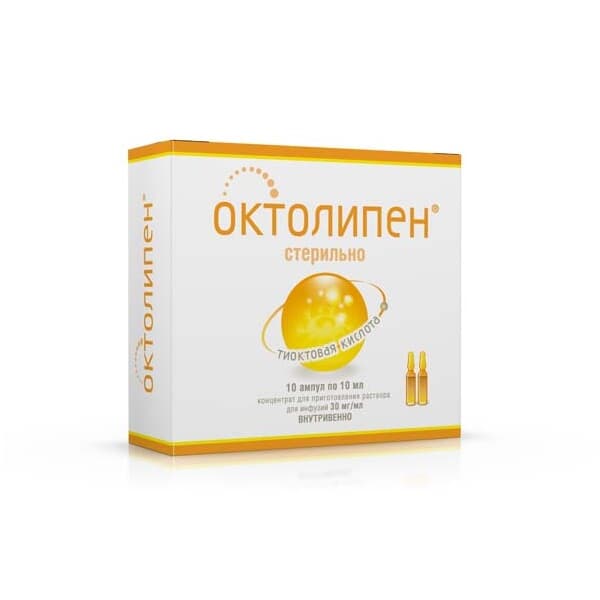 ОКТОЛИПЕН
ОКТОЛИПЕН®
стерильно
тиоктовая кислота
10 ампул по 10 мл
концентрат для приготовления раствора
для инфузий 30 мг/мл
ВНУТРИВЕННО